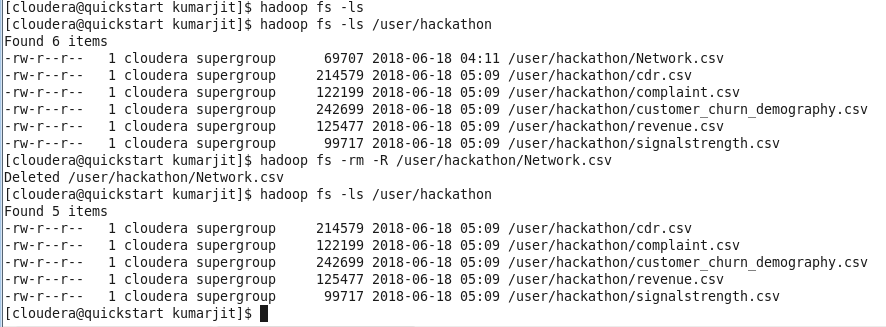 [cloudera@quickstart kumarjit]$ hadoop fs -ls
[cloudera@quickstart kumarjit]$ hadoop fs -ls /user/hackathon
Found 6 items
-rw-r--r--   1 cloudera supergroup      69707 2018-06-18 04:11 /user/hackathon/Network.csv
-rw-r--r--   1 cloudera supergroup     214579 2018-06-18 05:09 /user/hackathon/cdr.csv
-rw-r--r--   1 cloudera supergroup     122199 2018-06-18 05:09 /user/hackathon/complaint.csv
-rw-r--r--   1 cloudera supergroup     242699 2018-06-18 05:09 /user/hackathon/customer_churn_demography.csv
-rw-r--r--   1 cloudera supergroup     125477 2018-06-18 05:09 /user/hackathon/revenue.csv
-rw-r--r--   1 cloudera supergroup      99717 2018-06-18 05:09 /user/hackathon/signalstrength.csv
[cloudera@quickstart kumarjit]$ hadoop fs -rm -R /user/hackathon/Network.csv
Deleted /user/hackathon/Network.csv
[cloudera@quickstart kumarjit]$ hadoop fs -ls /user/hackathon
Found 5 items
-rw-r--r--   1 cloudera supergroup     214579 2018-06-18 05:09 /user/hackathon/cdr.csv
-rw-r--r--   1 cloudera supergroup     122199 2018-06-18 05:09 /user/hackathon/complaint.csv
-rw-r--r--   1 cloudera supergroup     242699 2018-06-18 05:09 /user/hackathon/customer_churn_demography.csv
-rw-r--r--   1 cloudera supergroup     125477 2018-06-18 05:09 /user/hackathon/revenue.csv
-rw-r--r--   1 cloudera supergroup      99717 2018-06-18 05:09 /user/hackathon/signalstrength.csv
[cloudera@quickstart kumarjit]$